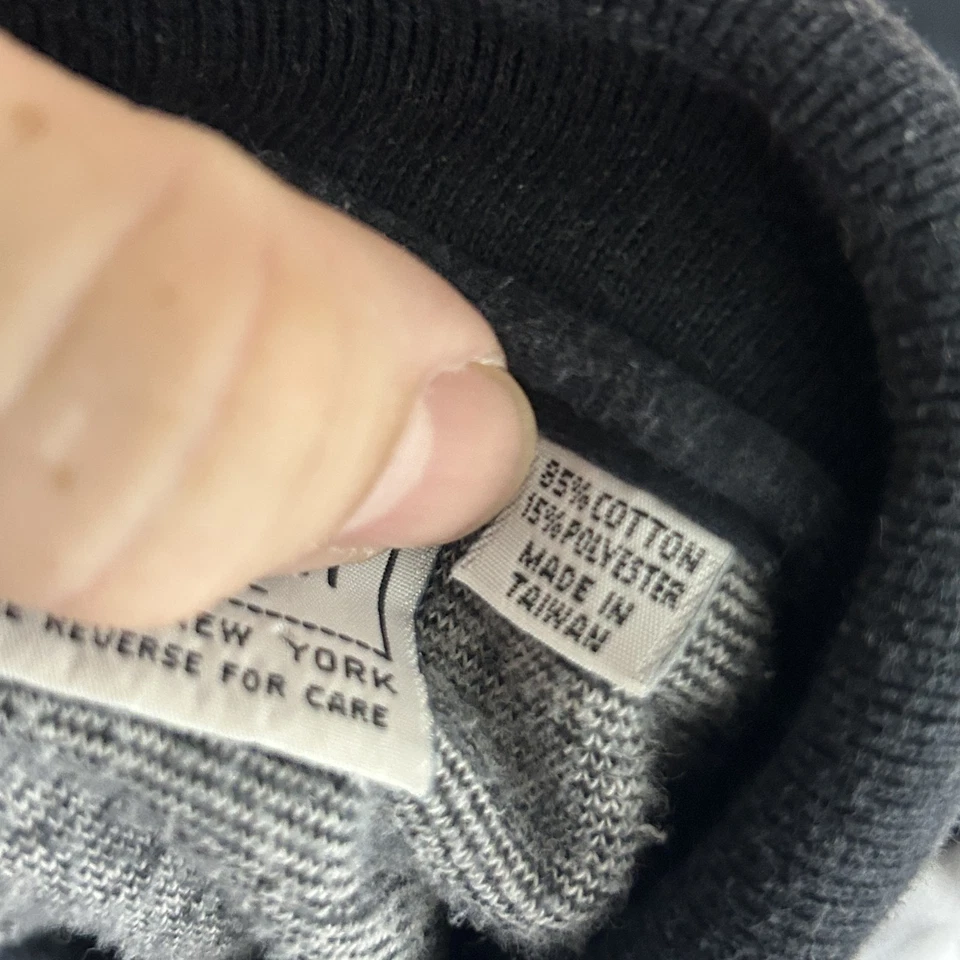 85% COTTON
15% POLYESTER
MADE IN
TAIWAN
YORK
REVERSE FOR CARE